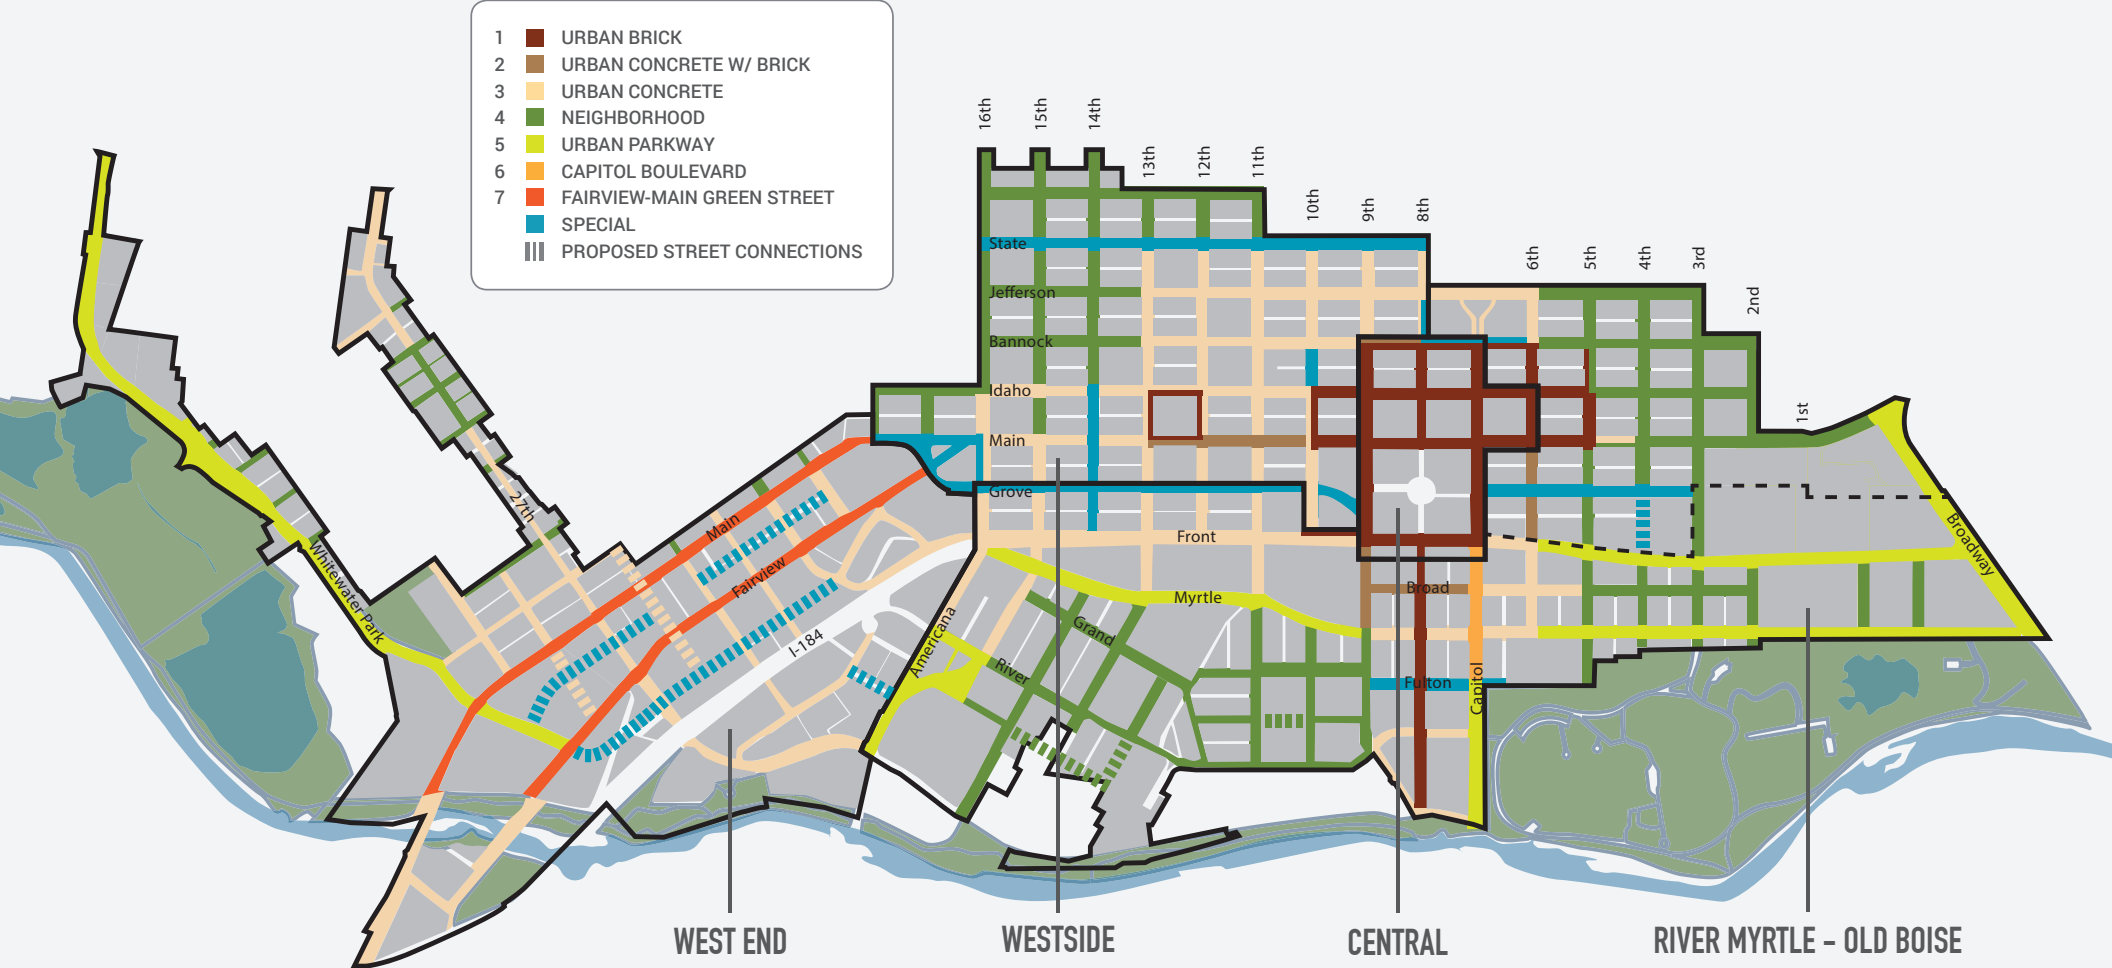 1 URBAN BRICK
2 URBAN CONCRETE W/ BRICK
3 URBAN CONCRETE
4 NEIGHBORHOOD
5 URBAN PARKWAY
6 CAPITOL BOULEVARD
7 FAIRVIEW-MAIN GREEN STREET
SPECIAL
PROPOSED STREET CONNECTIONS
16th
15th
14th
13th
12th
11th
10th
9th
8th
6th
5th
4th
3rd
2nd
1st
State
Jefferson
Bannock
Idaho
Main
Grove
Front
Myrtle
Broad
Fulton
Capitol
Broadway
Grand
River
Americana
I-184
Main
Fairview
27th
Whitewater Park
WEST END
WESTSIDE
CENTRAL
RIVER MYRTLE - OLD BOISE